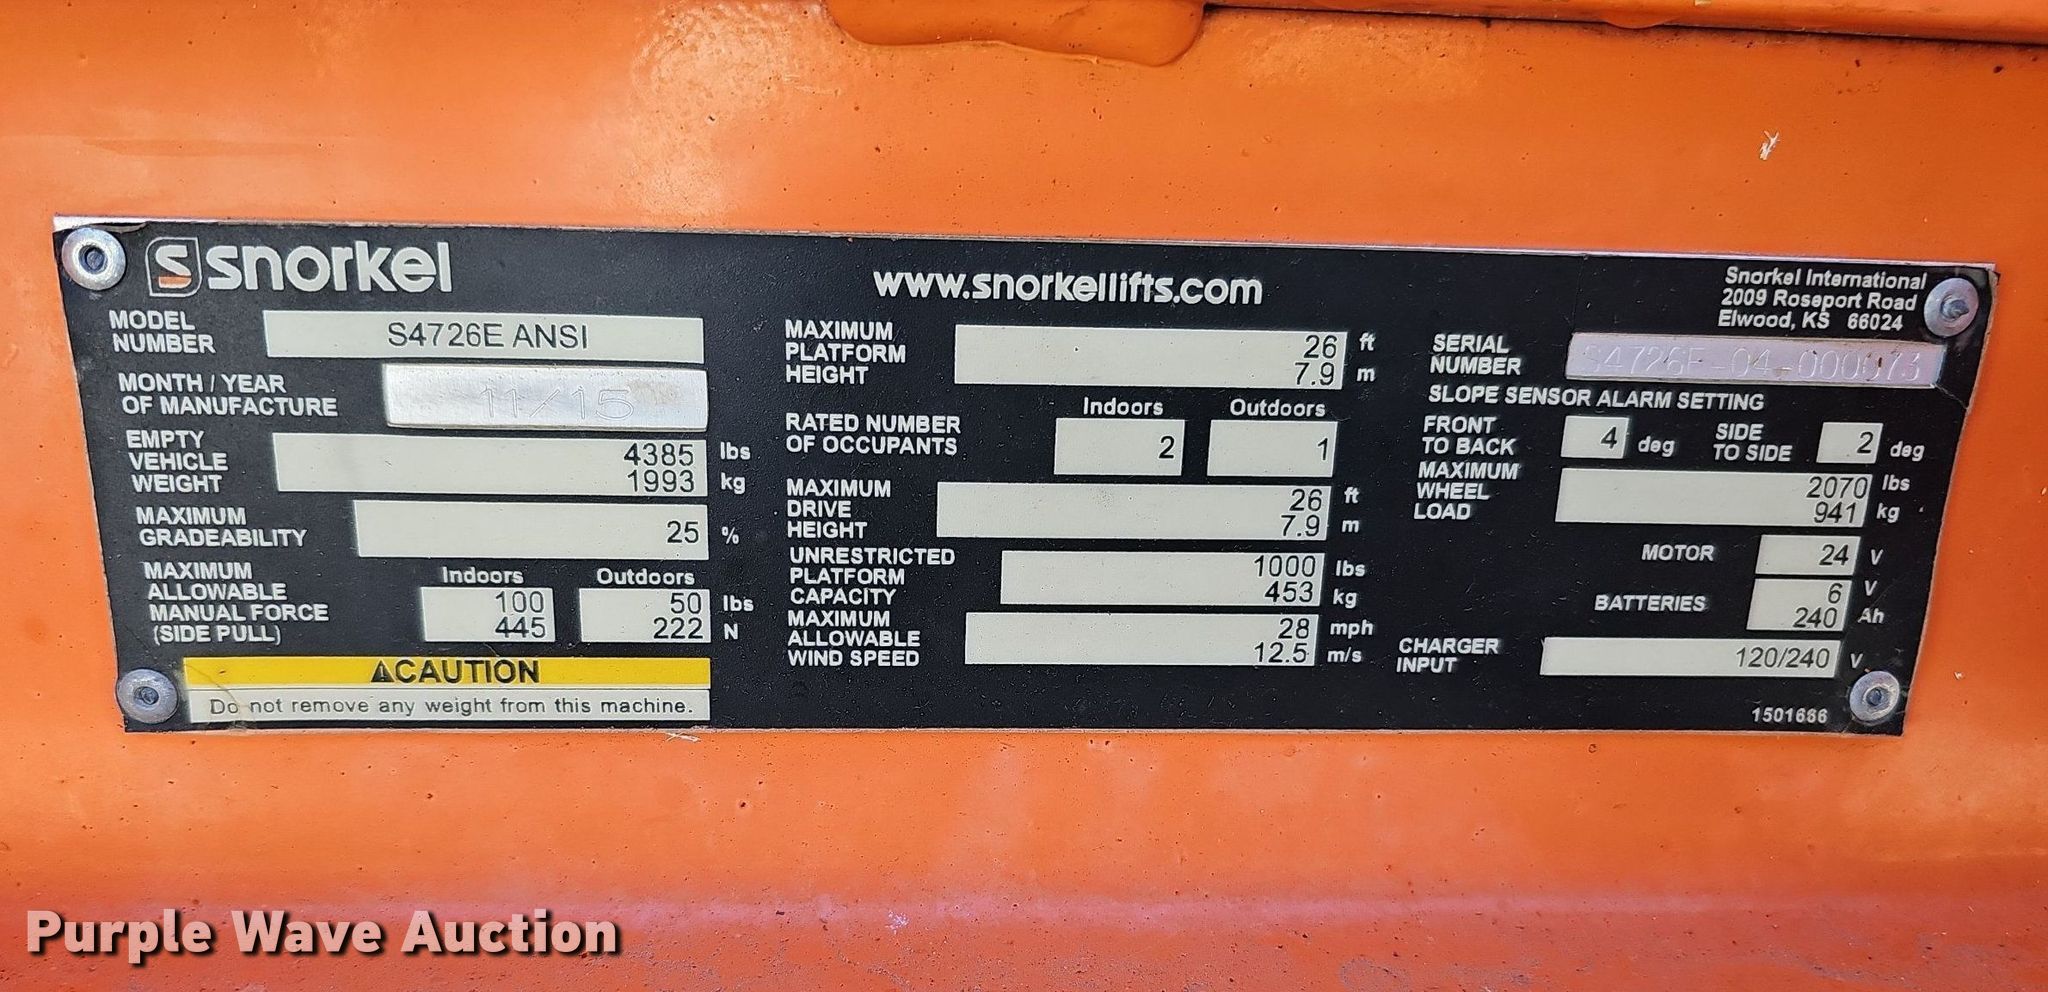 snorkel
www.snorkellifts.com
Snorkel International
2009 Roseport Road
Elwood, KS 66024
MODEL
NUMBER
S4726E ANSI
MONTH / YEAR
OF MANUFACTURE
11/15
EMPTY
VEHICLE
WEIGHT
4385 lbs
1993 kg
MAXIMUM
GRADEABILITY
25 %
MAXIMUM
ALLOWABLE
MANUAL FORCE
(SIDE PULL)
Indoors Outdoors
100 50 lbs
445 222 N
⚠CAUTION
Do not remove any weight from this machine.
MAXIMUM
PLATFORM
HEIGHT
26 ft
7.9 m
RATED NUMBER
OF OCCUPANTS
Indoors Outdoors
2 1
MAXIMUM
DRIVE
HEIGHT
26 ft
7.9 m
UNRESTRICTED
PLATFORM
CAPACITY
1000 lbs
453 kg
MAXIMUM
ALLOWABLE
WIND SPEED
28 mph
12.5 m/s
SERIAL
NUMBER
S4726E-04-000073
SLOPE SENSOR ALARM SETTING
FRONT
TO BACK
4 deg
SIDE
TO SIDE
2 deg
MAXIMUM
WHEEL
LOAD
2070 lbs
941 kg
MOTOR 24 V
BATTERIES
6 V
240 Ah
CHARGER
INPUT
120/240 V
1501686
Purple Wave Auction